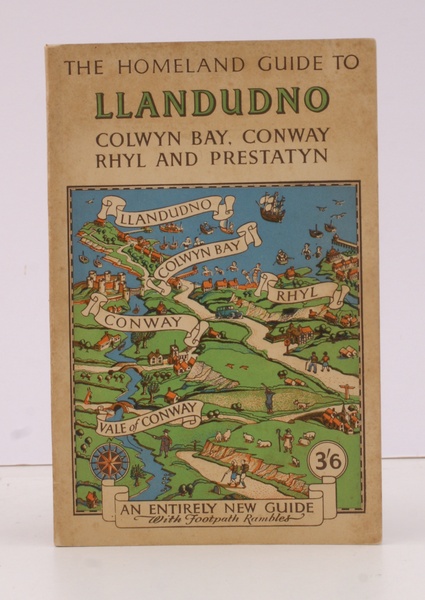 THE HOMELAND GUIDE TO
LLANDUDNO
COLWYN BAY, CONWAY
RHYL AND PRESTATYN
LLANDUDNO
COLWYN BAY
RHYL
CONWAY
VALE of CONWAY
3'6
AN ENTIRELY NEW GUIDE
With Footpath Rambles